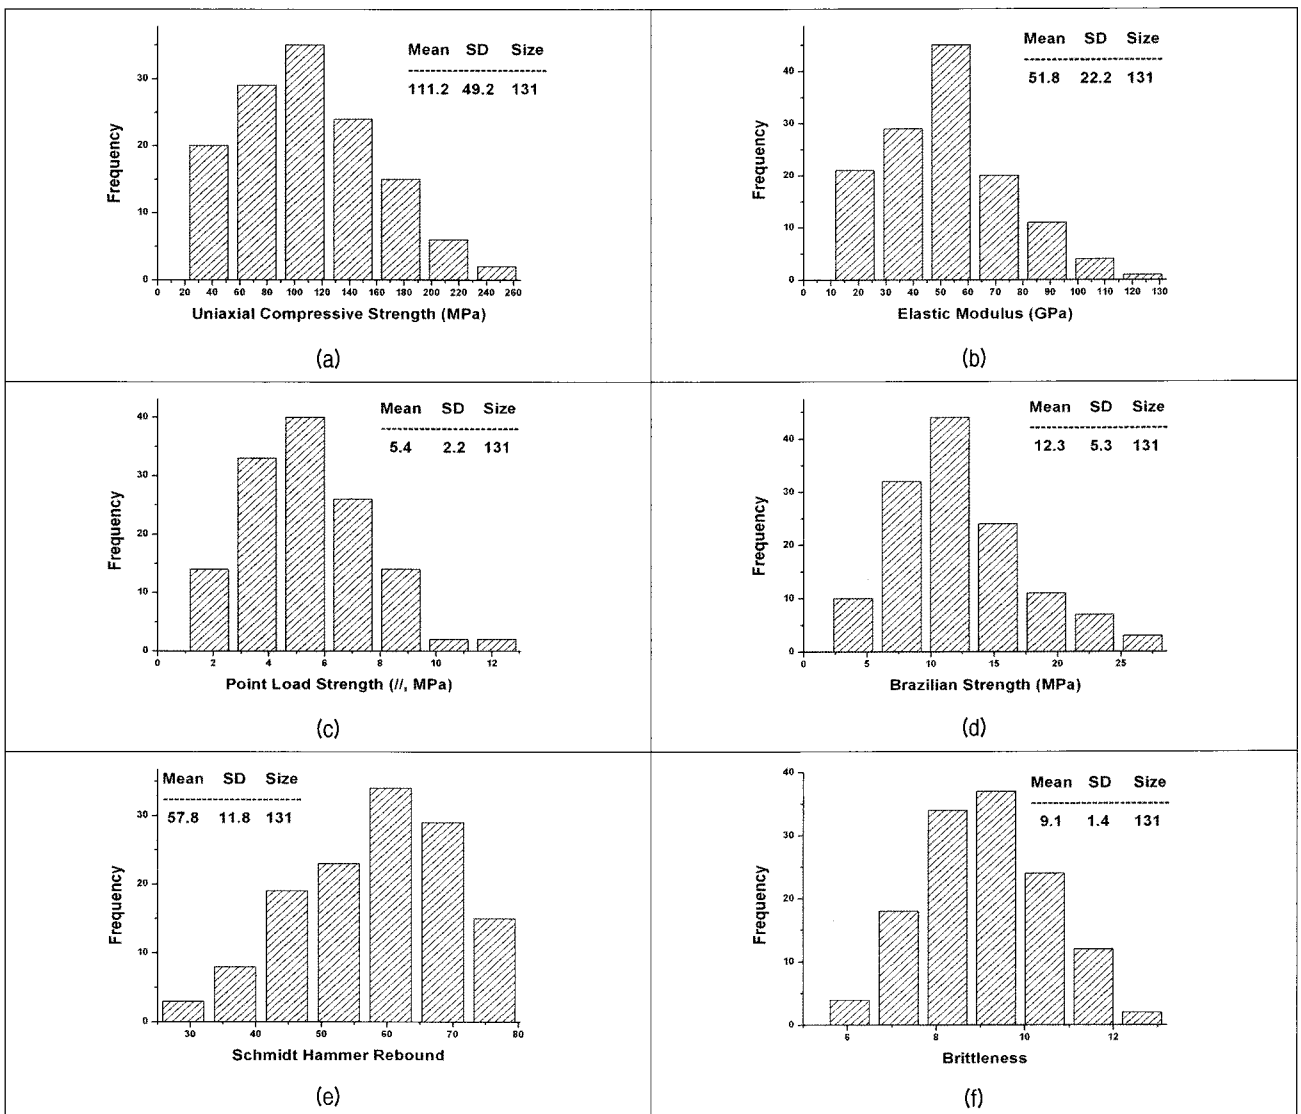 Mean SD Size
111.2 49.2 131
Frequency
30
20
10
0
0 20 40 60 80 100 120 140 160 180 200 220 240 260
Uniaxial Compressive Strength (MPa)
(a)
Mean SD Size
51.8 22.2 131
Frequency
40
30
20
10
0
0 10 20 30 40 50 60 70 80 90 100 110 120 130
Elastic Modulus (GPa)
(b)
Mean SD Size
5.4 2.2 131
Frequency
40
30
20
10
0
0 2 4 6 8 10 12
Point Load Strength (//, MPa)
(c)
Mean SD Size
12.3 5.3 131
Frequency
40
30
20
10
0
0 5 10 15 20 25
Brazilian Strength (MPa)
(d)
Mean SD Size
57.8 11.8 131
Frequency
30
20
10
0
30 40 50 60 70 80
Schmidt Hammer Rebound
(e)
Mean SD Size
9.1 1.4 131
Frequency
40
30
20
10
0
6 8 10 12
Brittleness
(f)